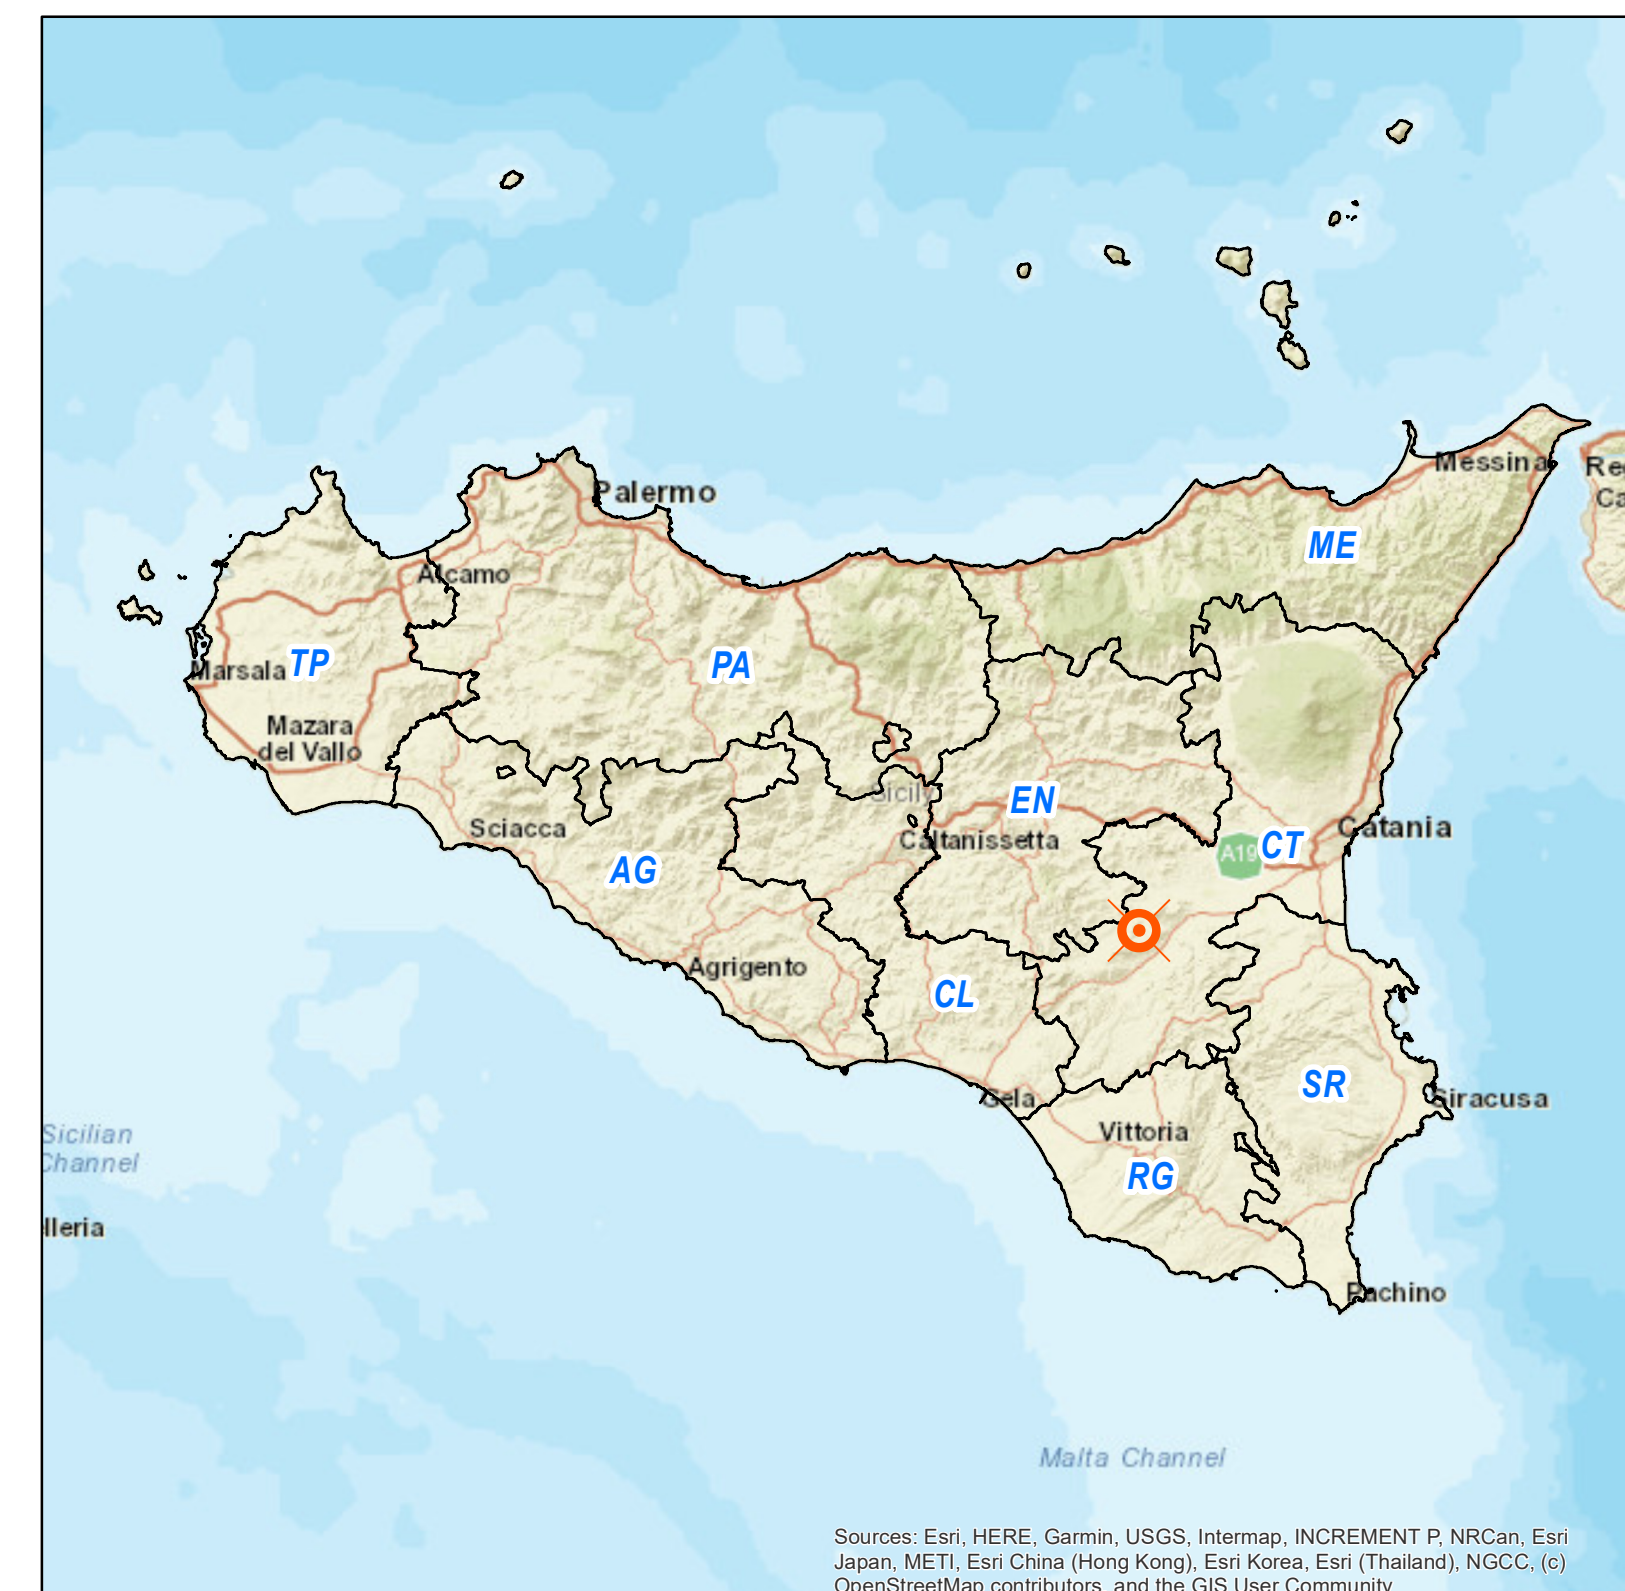 Palermo
Messina
Re
Ca
ME
Alcamo
TP
Marsala
PA
Mazara
del Vallo
Sicily
EN
Sciacca
Caltanissetta
Catania
A19
CT
AG
Agrigento
CL
SR
Gela
Siracusa
Vittoria
Sicilian
Channel
RG
lleria
Pachino
Malta Channel
Sources: Esri, HERE, Garmin, USGS, Intermap, INCREMENT P, NRCan, Esri
Japan, METI, Esri China (Hong Kong), Esri Korea, Esri (Thailand), NGCC, (c)
OpenStreetMap contributors, and the GIS User Community